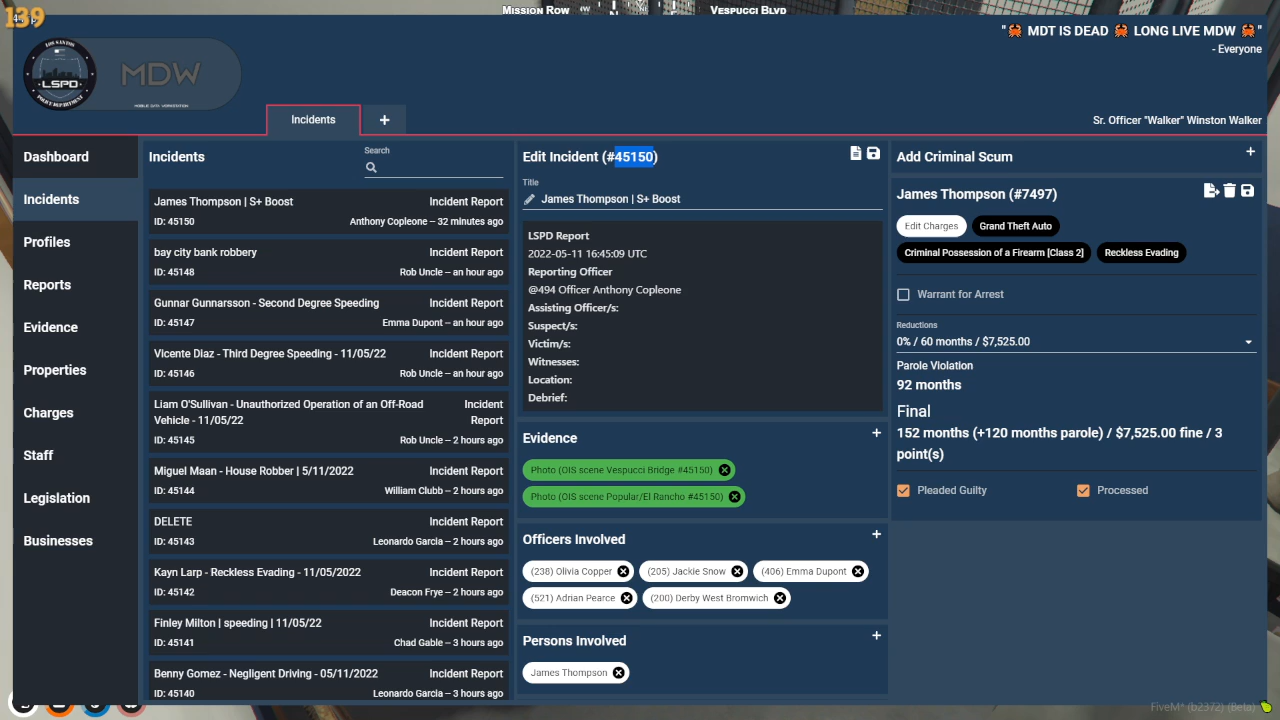 139
Mission Row
Vespucci Blvd
" 🦀 MDT IS DEAD 🦀 LONG LIVE MDW 🦀 "
- Everyone
LOS SANTOS
LSPD
POLICE DEPARTMENT
MDW
MOBILE DATA WORKSTATION
Incidents
+
Sr. Officer "Walker" Winston Walker
Dashboard
Incidents
Profiles
Reports
Evidence
Properties
Charges
Staff
Legislation
Businesses
Incidents
Search
James Thompson | S+ Boost Incident Report
ID: 45150 Anthony Copleone – 32 minutes ago
bay city bank robbery Incident Report
ID: 45148 Rob Uncle – an hour ago
Gunnar Gunnarsson - Second Degree Speeding Incident Report
ID: 45147 Emma Dupont – an hour ago
Vicente Diaz - Third Degree Speeding - 11/05/22 Incident Report
ID: 45146 Rob Uncle – an hour ago
Liam O'Sullivan - Unauthorized Operation of an Off-Road Incident
Vehicle - 11/05/22 Report
ID: 45145 Rob Uncle – 2 hours ago
Miguel Maan - House Robber | 5/11/2022 Incident Report
ID: 45144 William Clubb – 2 hours ago
DELETE Incident Report
ID: 45143 Leonardo Garcia – 2 hours ago
Kayn Larp - Reckless Evading - 11/05/2022 Incident Report
ID: 45142 Deacon Frye – 2 hours ago
Finley Milton | speeding | 11/05/22 Incident Report
ID: 45141 Chad Gable – 3 hours ago
Benny Gomez - Negligent Driving - 05/11/2022 Incident Report
ID: 45140 Leonardo Garcia – 3 hours ago
Edit Incident (#45150)
Title
James Thompson | S+ Boost
LSPD Report
2022-05-11 16:45:09 UTC
Reporting Officer
@494 Officer Anthony Copleone
Assisting Officer/s:
Suspect/s:
Victim/s:
Witnesses:
Location:
Debrief:
Evidence +
Photo (OIS scene Vespucci Bridge #45150)
Photo (OIS scene Popular/El Rancho #45150)
Officers Involved +
(238) Olivia Copper (205) Jackie Snow (406) Emma Dupont
(521) Adrian Pearce (200) Derby West Bromwich
Persons Involved +
James Thompson
Add Criminal Scum +
James Thompson (#7497)
Edit Charges Grand Theft Auto
Criminal Possession of a Firearm [Class 2] Reckless Evading
Warrant for Arrest
Reductions
0% / 60 months / $7,525.00
Parole Violation
92 months
Final
152 months (+120 months parole) / $7,525.00 fine / 3
point(s)
Pleaded Guilty Processed
FiveM* (b2372) (Beta)